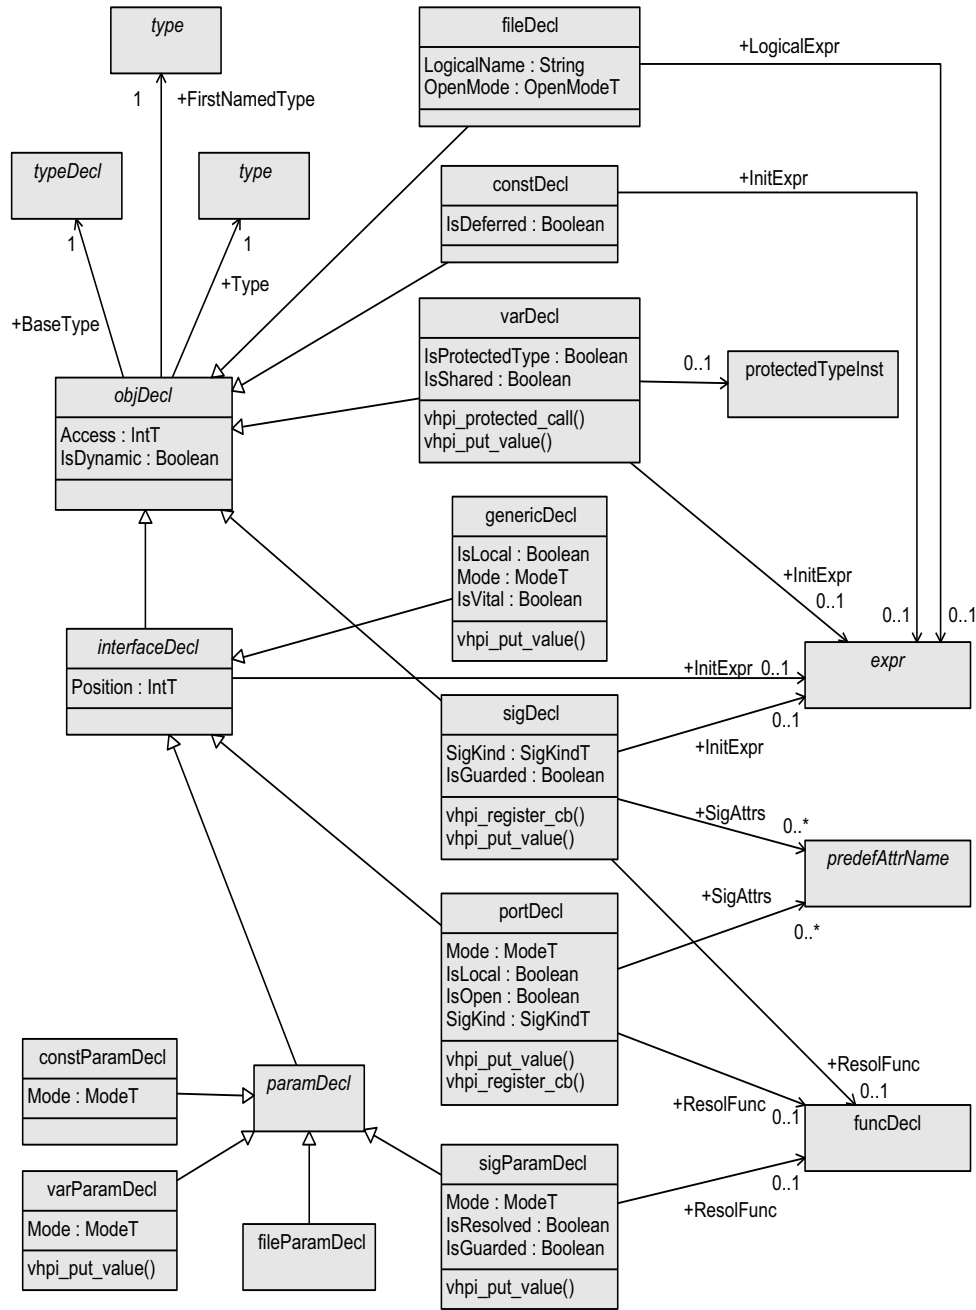 type
fileDecl
LogicalName : String
OpenMode : OpenModeT
+LogicalExpr
1
+FirstNamedType
typeDecl
type
constDecl
IsDeferred : Boolean
+InitExpr
1
1
+Type
+BaseType
varDecl
IsProtectedType : Boolean
IsShared : Boolean
vhpi_protected_call()
vhpi_put_value()
0..1
protectedTypeInst
objDecl
Access : IntT
IsDynamic : Boolean
genericDecl
IsLocal : Boolean
Mode : ModeT
IsVital : Boolean
vhpi_put_value()
+InitExpr
0..1
0..1
0..1
interfaceDecl
Position : IntT
+InitExpr
0..1
expr
sigDecl
SigKind : SigKindT
IsGuarded : Boolean
vhpi_register_cb()
vhpi_put_value()
0..1
+InitExpr
+SigAttrs
0..*
predefAttrName
+SigAttrs
0..*
portDecl
Mode : ModeT
IsLocal : Boolean
IsOpen : Boolean
SigKind : SigKindT
vhpi_put_value()
vhpi_register_cb()
constParamDecl
Mode : ModeT
paramDecl
+ResolFunc
0..1
+ResolFunc
0..1
funcDecl
varParamDecl
Mode : ModeT
vhpi_put_value()
fileParamDecl
sigParamDecl
Mode : ModeT
IsResolved : Boolean
IsGuarded : Boolean
vhpi_put_value()
0..1
+ResolFunc